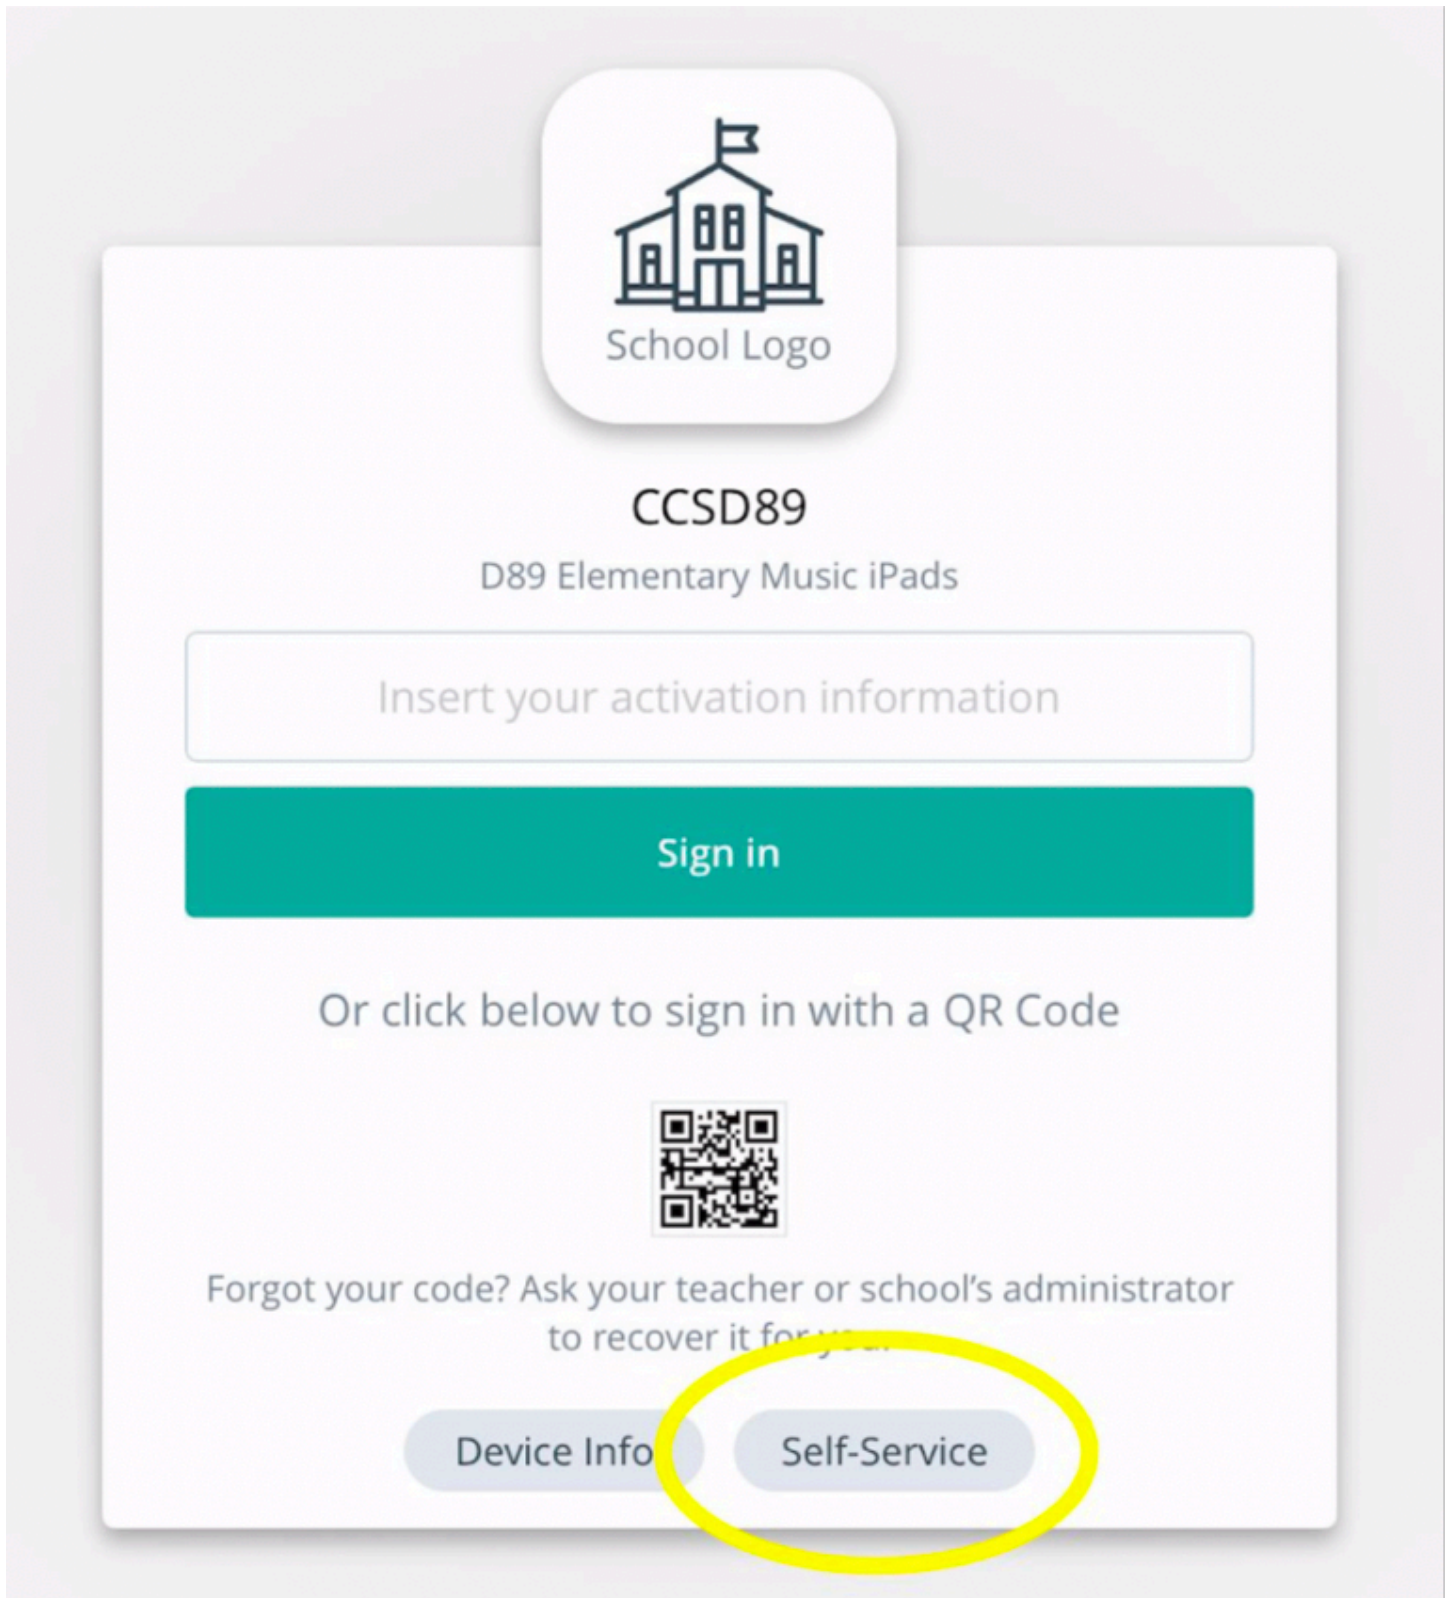 School Logo
CCSD89
D89 Elementary Music iPads
Insert your activation information
Sign in
Or click below to sign in with a QR Code
Forgot your code? Ask your teacher or school's administrator
to recover it for you.
Device Info
Self-Service